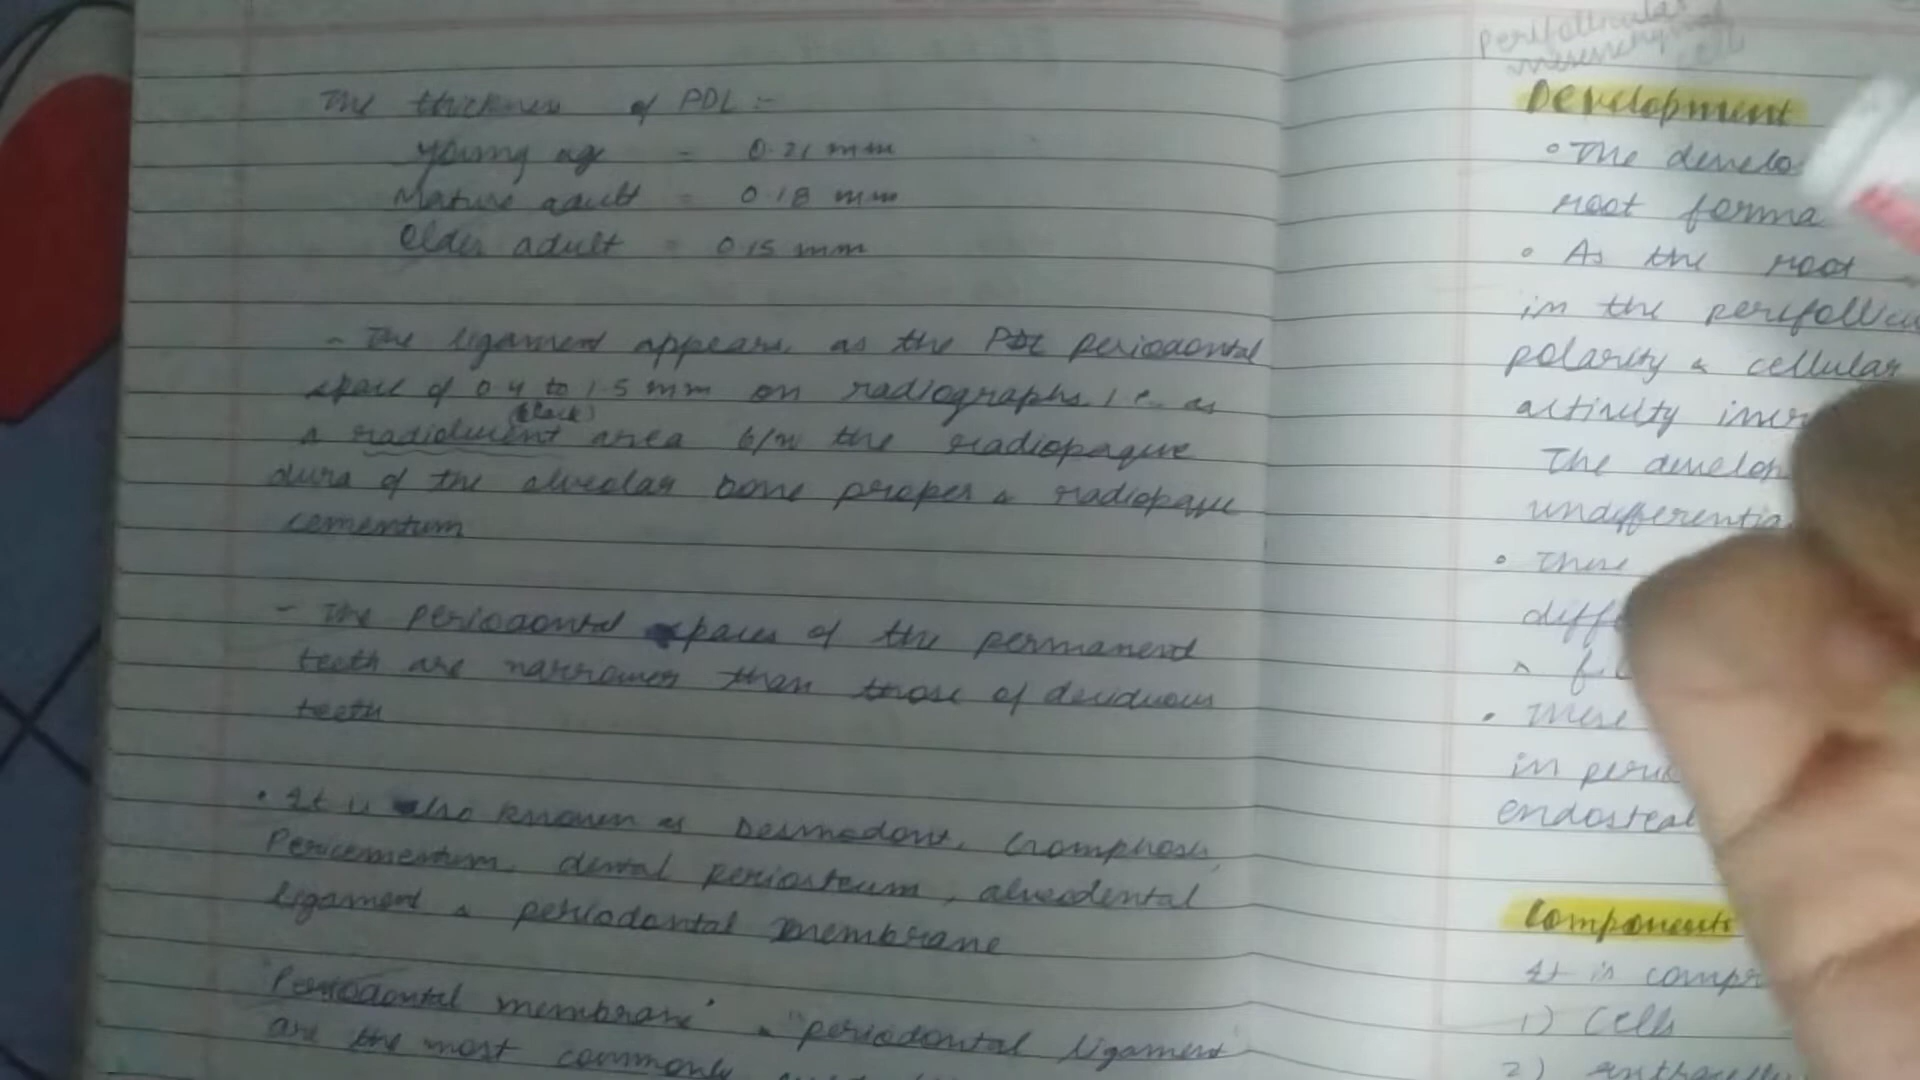 The thickness of PDL :-
young age = 0.21 mm
Mature adult = 0.18 mm
Older adult = 0.15 mm
- The ligament appears as the periodontal
space of 0.4 to 1.5 mm on radiographs i.e. as
(black)
a radiolucent area b/n the radiopaque
dura of the alveolar bone proper & radiopaque
cementum
- The periodontal spaces of the permanent
teeth are narrower than those of deciduous
teeth
• It is also known as Desmodont, Gomphosis,
Pericementum, dental periosteum, alveodental
ligament & periodontal membrane
"Periodontal membrane" & "periodontal ligament"
are the most commonly
perifollicular
mesenchymal
cell
Development
• The develo
root forma
• As the root
in the perifollicu
polarity & cellular
activity incr
The develop
undifferentia
• These
diff
&
• These
in peri
endosteal
Components
It is compr
1) Cells
2)